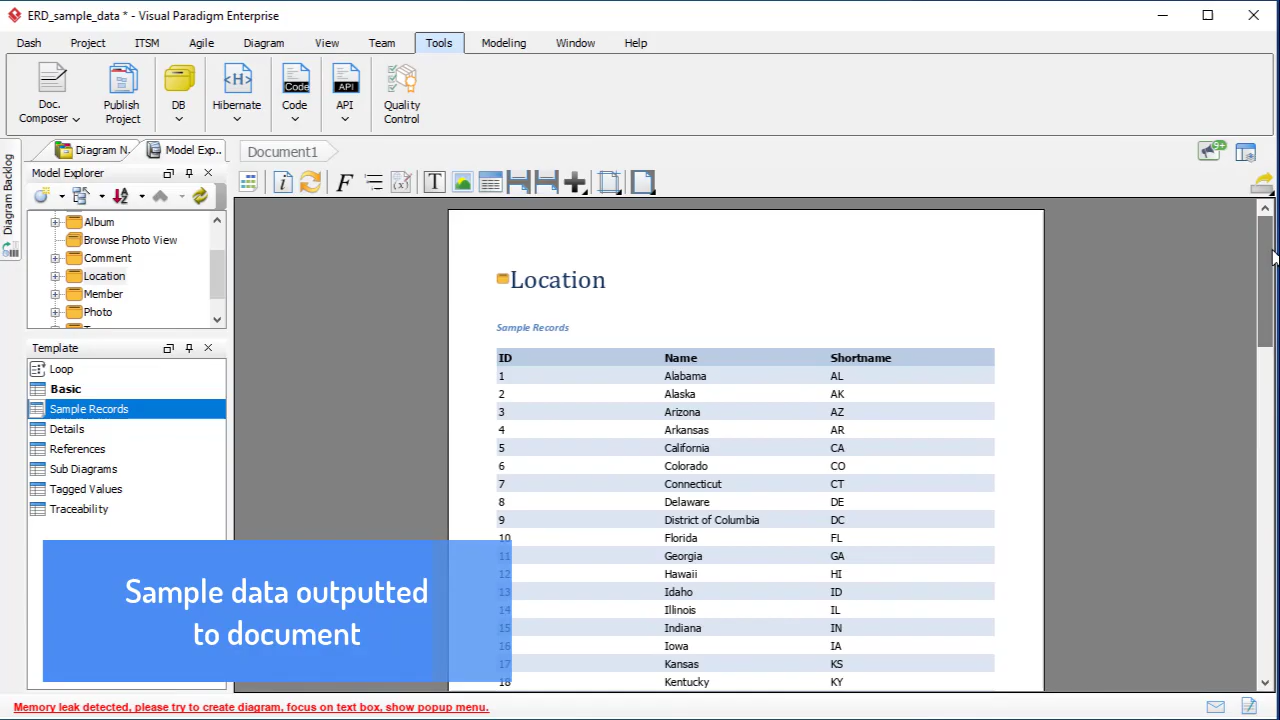 ERD_sample_data * - Visual Paradigm Enterprise
Dash Project ITSM Agile Diagram View Team Tools Modeling Window Help
Doc. Composer
Publish Project
DB
Hibernate
Code
Code
API
API
Quality Control
Diagram Backlog
Diagram N.
Model Exp..
Document1
9+
Model Explorer
Album
Browse Photo View
Comment
Location
Member
Photo
Template
Loop
Basic
Sample Records
Details
References
Sub Diagrams
Tagged Values
Traceability
Location
Sample Records
ID Name Shortname
1 Alabama AL
2 Alaska AK
3 Arizona AZ
4 Arkansas AR
5 California CA
6 Colorado CO
7 Connecticut CT
8 Delaware DE
9 District of Columbia DC
10 Florida FL
11 Georgia GA
12 Hawaii HI
13 Idaho ID
14 Illinois IL
15 Indiana IN
16 Iowa IA
17 Kansas KS
18 Kentucky KY
Sample data outputted
to document
Memory leak detected, please try to create diagram, focus on text box, show popup menu.